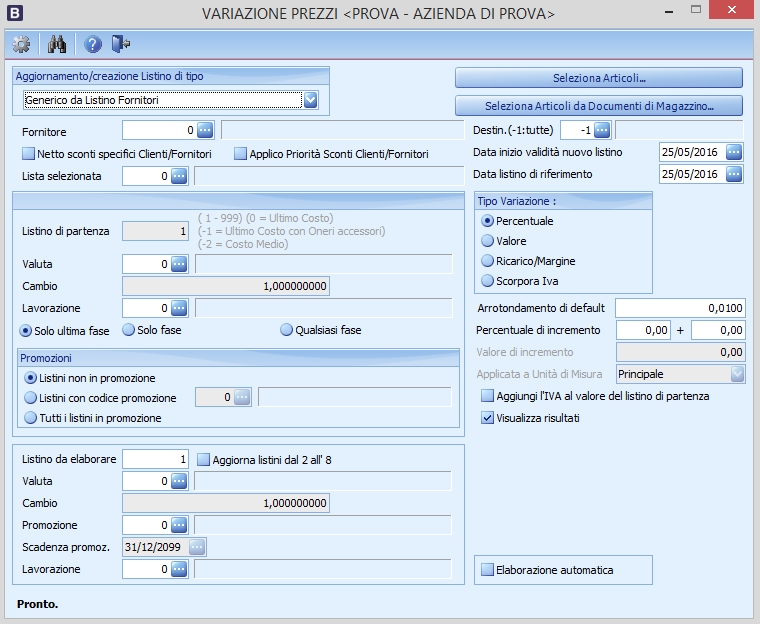 B VARIAZIONE PREZZI <PROVA - AZIENDA DI PROVA>
Aggiornamento/creazione Listino di tipo
Generico da Listino Fornitori
Seleziona Articoli...
Seleziona Articoli da Documenti di Magazzino...
Fornitore 0 Destin.(-1:tutte) -1
Netto sconti specifici Clienti/Fornitori Applico Priorità Sconti Clienti/Fornitori Data inizio validità nuovo listino 25/05/2016
Lista selezionata 0 Data listino di riferimento 25/05/2016
Listino di partenza 1
( 1 - 999) (0 = Ultimo Costo)
(-1 = Ultimo Costo con Oneri accessori)
(-2 = Costo Medio)
Valuta 0
Cambio 1,000000000
Lavorazione 0
Solo ultima fase Solo fase Qualsiasi fase
Promozioni
Listini non in promozione
Listini con codice promozione 0
Tutti i listini in promozione
Tipo Variazione :
Percentuale
Valore
Ricarico/Margine
Scorpora Iva
Arrotondamento di default 0,0100
Percentuale di incremento 0,00 + 0,00
Valore di incremento 0,00
Applicata a Unità di Misura Principale
Aggiungi l'IVA al valore del listino di partenza
Visualizza risultati
Listino da elaborare 1 Aggiorna listini dal 2 all' 8
Valuta 0
Cambio 1,000000000
Promozione 0
Scadenza promoz. 31/12/2099
Lavorazione 0
Elaborazione automatica
Pronto.